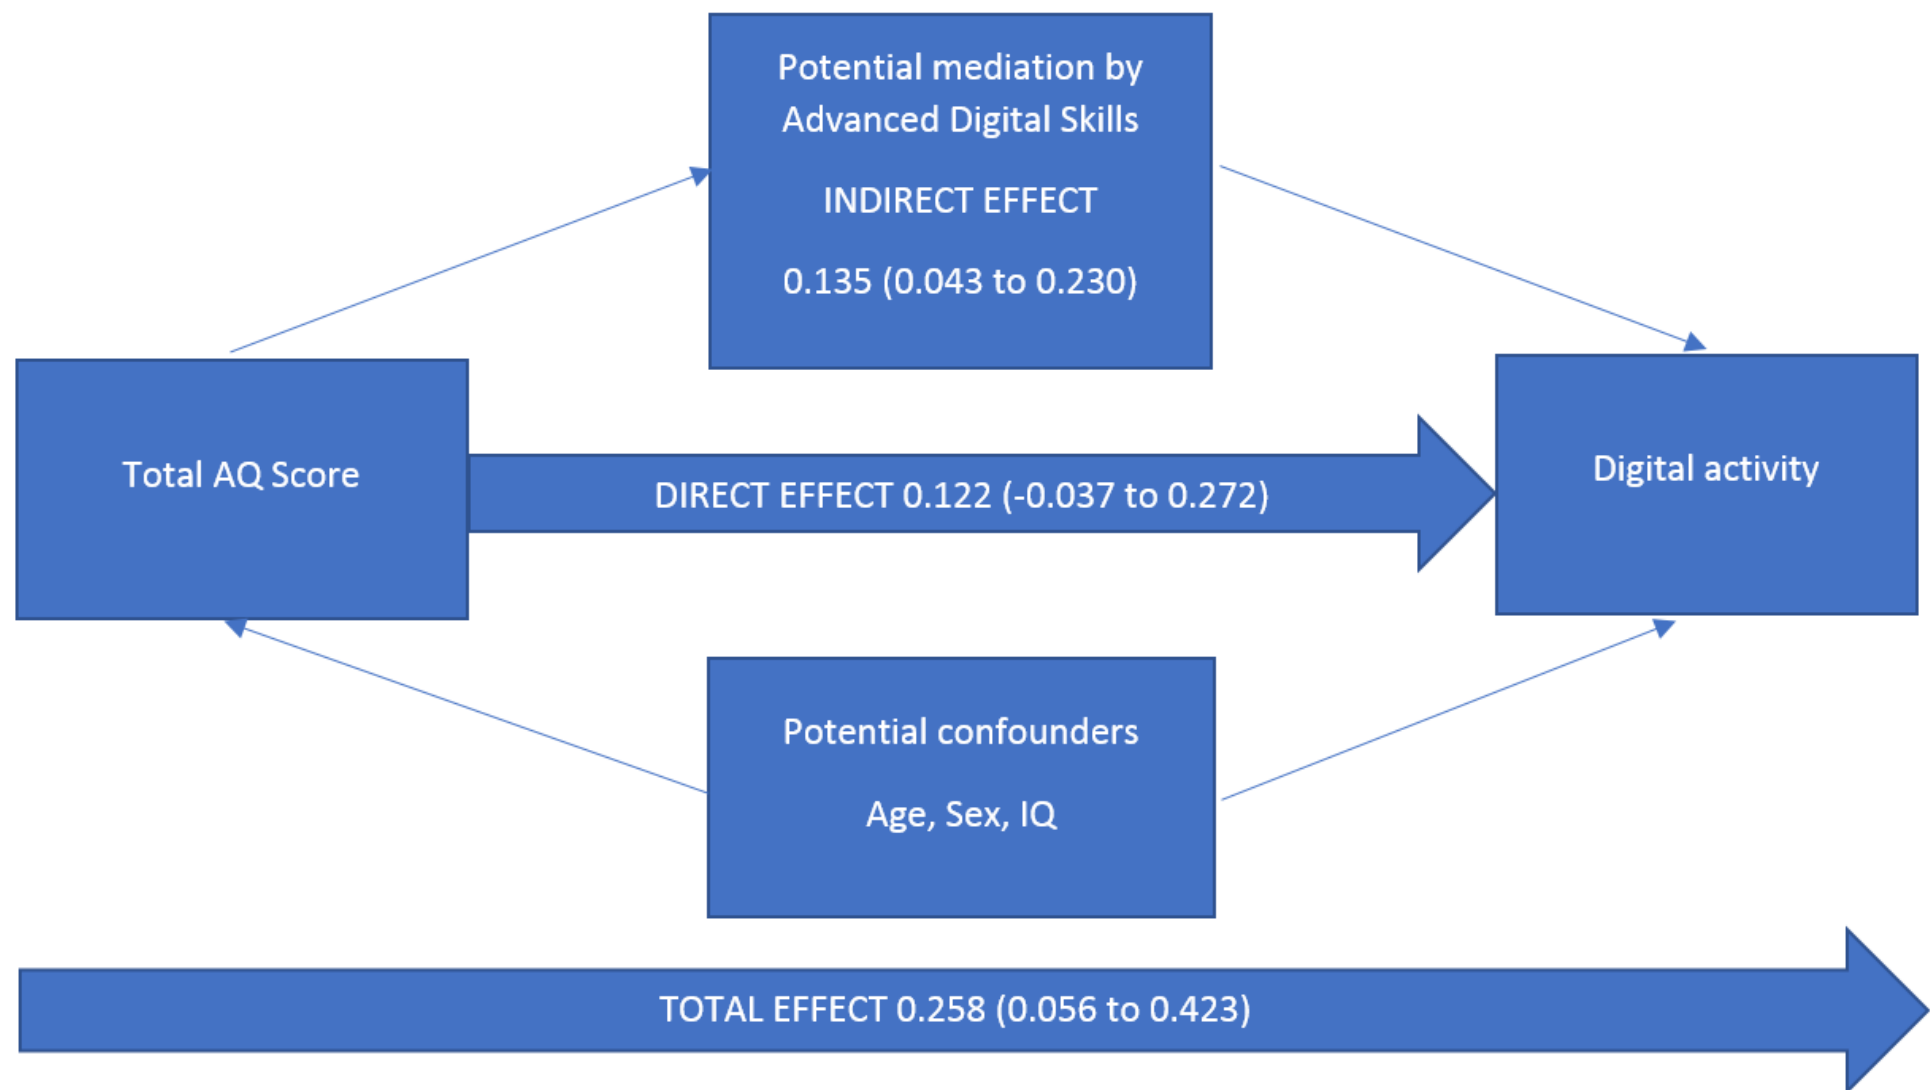 Potential mediation by
Advanced Digital Skills
INDIRECT EFFECT
0.135 (0.043 to 0.230)
Total AQ Score
DIRECT EFFECT 0.122 (-0.037 to 0.272)
Digital activity
Potential confounders
Age, Sex, IQ
TOTAL EFFECT 0.258 (0.056 to 0.423)